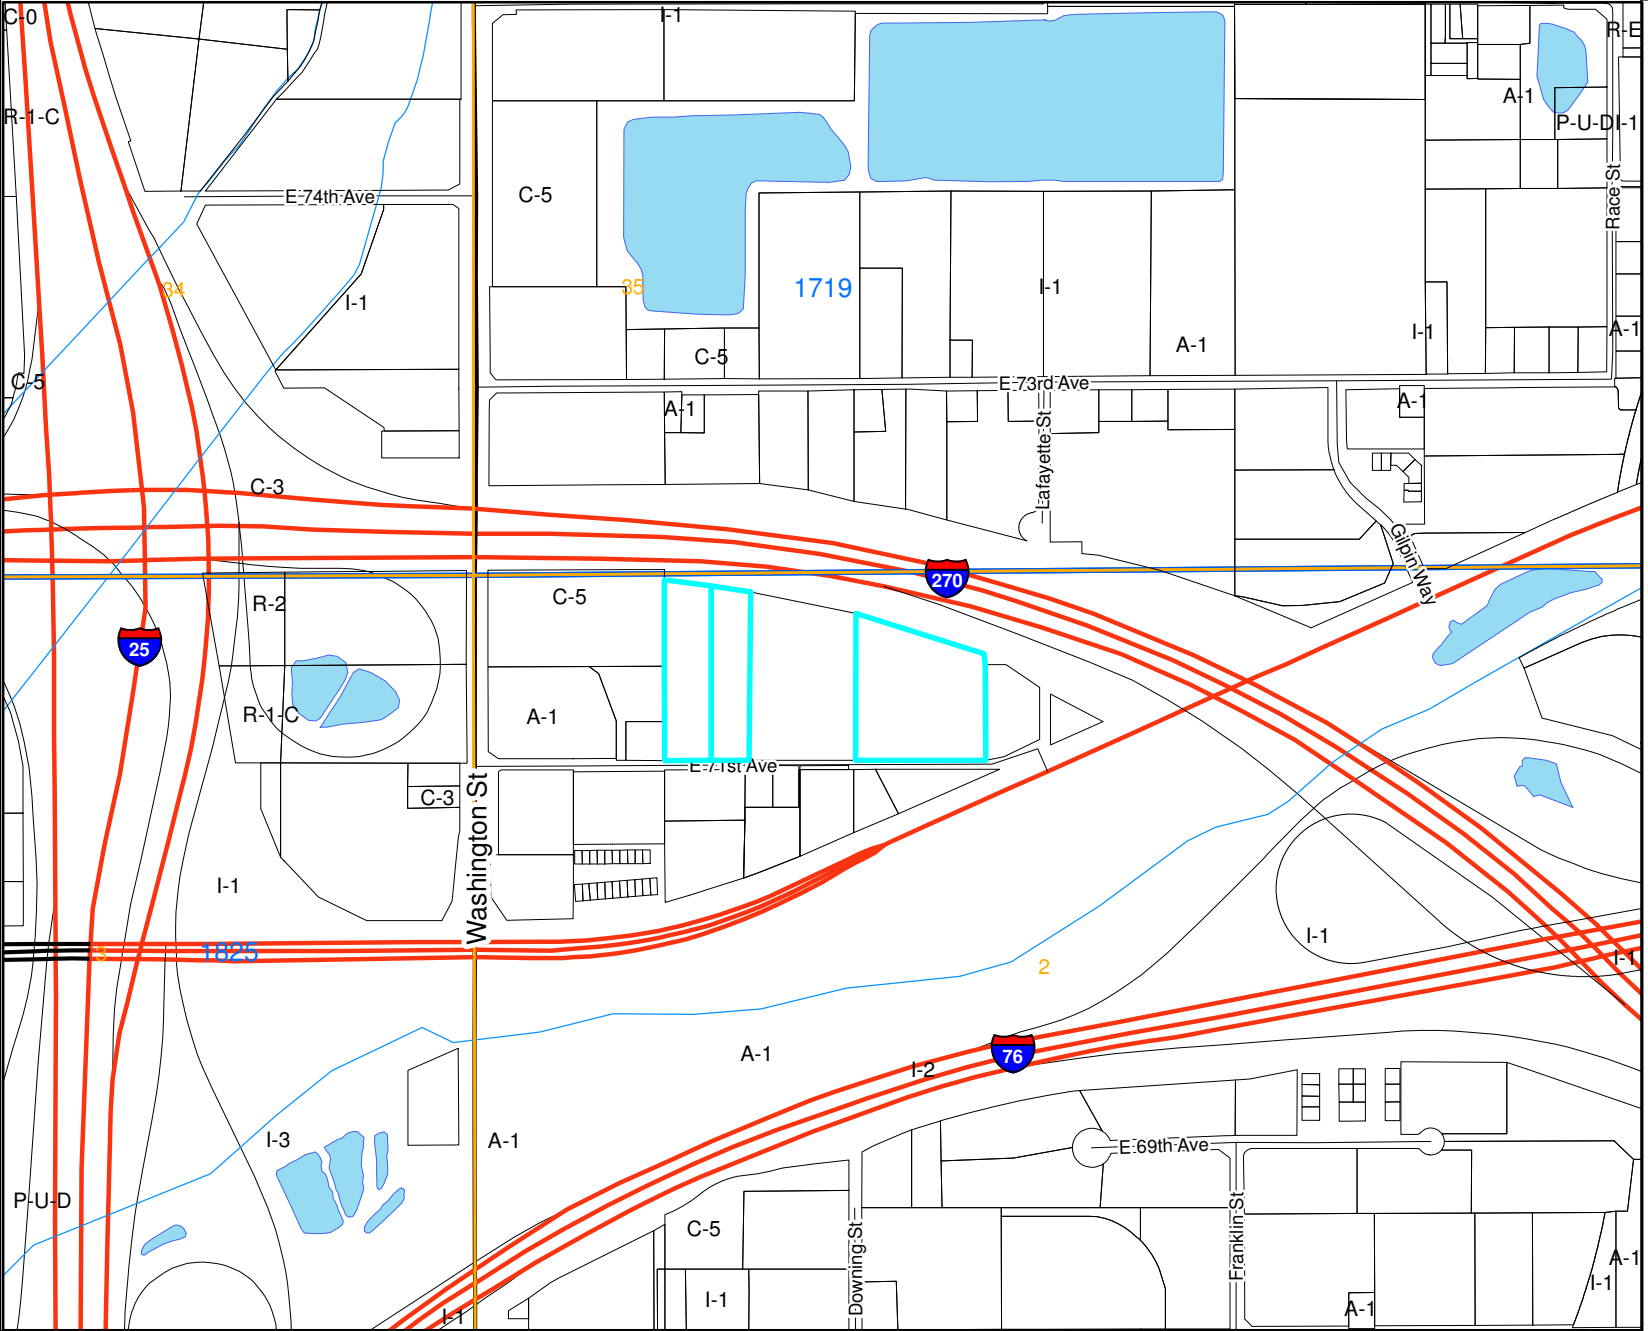 C-0
I-1
R-E
A-1
R-1-C
P-U-D
I-1
E 74th Ave
C-5
Race St
34
35
1719
I-1
I-1
I-1
A-1
A-1
C-5
C-5
E 73rd Ave
A-1
A-1
Lafayette St
C-3
Gilpin Way
270
R-2
C-5
25
R-1-C
A-1
E 71st Ave
C-3
Washington St
I-1
I-1
3
1825
2
I-1
A-1
I-2
76
I-3
A-1
E 69th Ave
P-U-D
C-5
Downing St
Franklin St
A-1
I-1
I-1
A-1
I-1